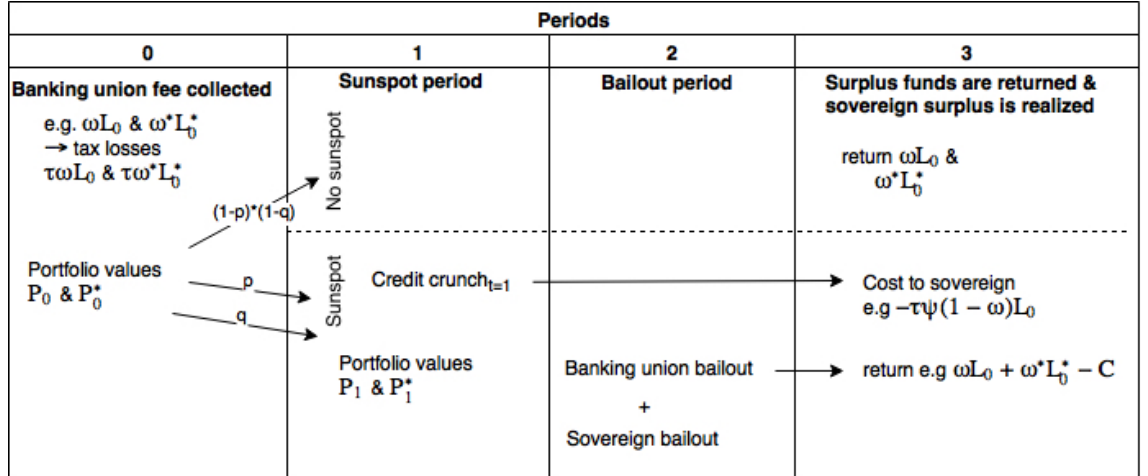 Periods
0
1
2
3
Banking union fee collected
e.g. ωL₀ & ω*L₀*
→ tax losses
τωL₀ & τω*L₀*
(1-p)*(1-q)
Portfolio values
P₀ & P₀*
p
q
Sunspot period
No sunspot
Sunspot
Credit crunchₜ₌₁
Portfolio values
P₁ & P₁*
Bailout period
Banking union bailout
+
Sovereign bailout
Surplus funds are returned &
sovereign surplus is realized
return ωL₀ &
ω*L₀*
Cost to sovereign
e.g −τψ(1 − ω)L₀
return e.g ωL₀ + ω*L₀* − C